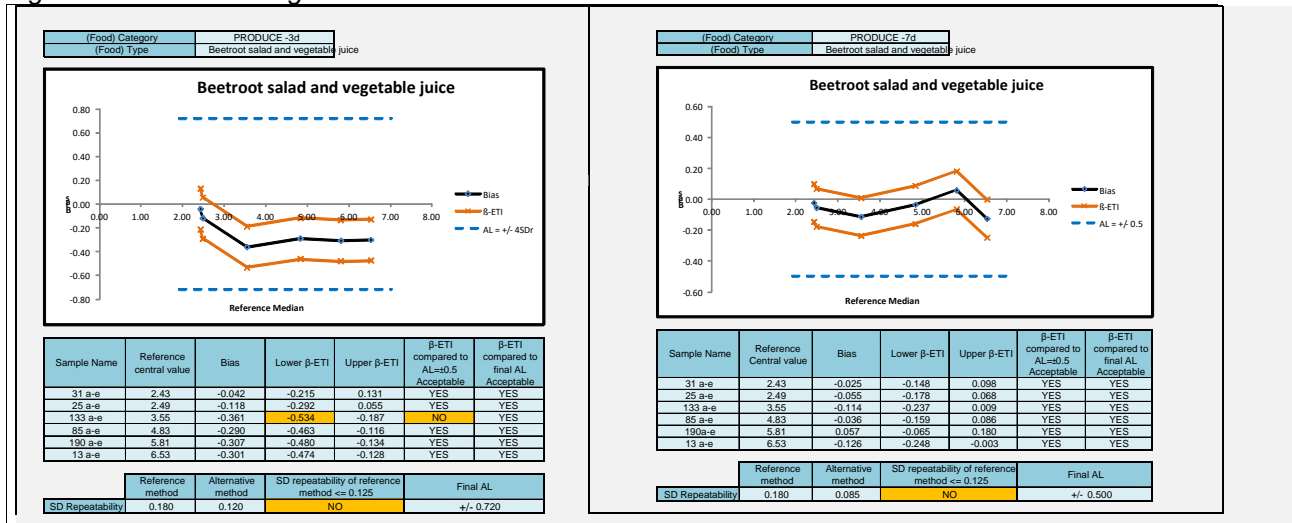 (Food) Category PRODUCE -3d
(Food) Type Beetroot salad and vegetable juice
Beetroot salad and vegetable juice
0.80
0.60
0.40
0.20
0.00
-0.20
-0.40
-0.60
-0.80
0.00 1.00 2.00 3.00 4.00 5.00 6.00 7.00 8.00
Reference Median
Bias
ß-ETI
AL = +/- 4SDr
Sample Name Reference central value Bias Lower β-ETI Upper β-ETI β-ETI compared to AL=±0.5 Acceptable β-ETI compared to final AL Acceptable
31 a-e 2.43 -0.042 -0.215 0.131 YES YES
25 a-e 2.49 -0.118 -0.292 0.055 YES YES
133 a-e 3.55 -0.361 -0.534 -0.187 NO YES
85 a-e 4.83 -0.290 -0.463 -0.116 YES YES
190 a-e 5.81 -0.307 -0.480 -0.134 YES YES
13 a-e 6.53 -0.301 -0.474 -0.128 YES YES
Reference method Alternative method SD repeatability of reference method <= 0.125 Final AL
SD Repeatability 0.180 0.120 NO +/- 0.720
(Food) Category PRODUCE -7d
(Food) Type Beetroot salad and vegetable juice
Beetroot salad and vegetable juice
0.60
0.40
0.20
0.00
-0.20
-0.40
-0.60
0.00 1.00 2.00 3.00 4.00 5.00 6.00 7.00 8.00
Reference Median
Bias
ß-ETI
AL = +/- 0.5
Sample Name Reference Central value Bias Lower β-ETI Upper β-ETI β-ETI compared to AL=±0.5 Acceptable β-ETI compared to final AL Acceptable
31 a-e 2.43 -0.025 -0.148 0.098 YES YES
25 a-e 2.49 -0.055 -0.178 0.068 YES YES
133 a-e 3.55 -0.114 -0.237 0.009 YES YES
85 a-e 4.83 -0.036 -0.159 0.086 YES YES
190a-e 5.81 0.057 -0.065 0.180 YES YES
13 a-e 6.53 -0.126 -0.248 -0.003 YES YES
Reference method Alternative method SD repeatability of reference method <= 0.125 Final AL
SD Repeatability 0.180 0.085 NO +/- 0.500